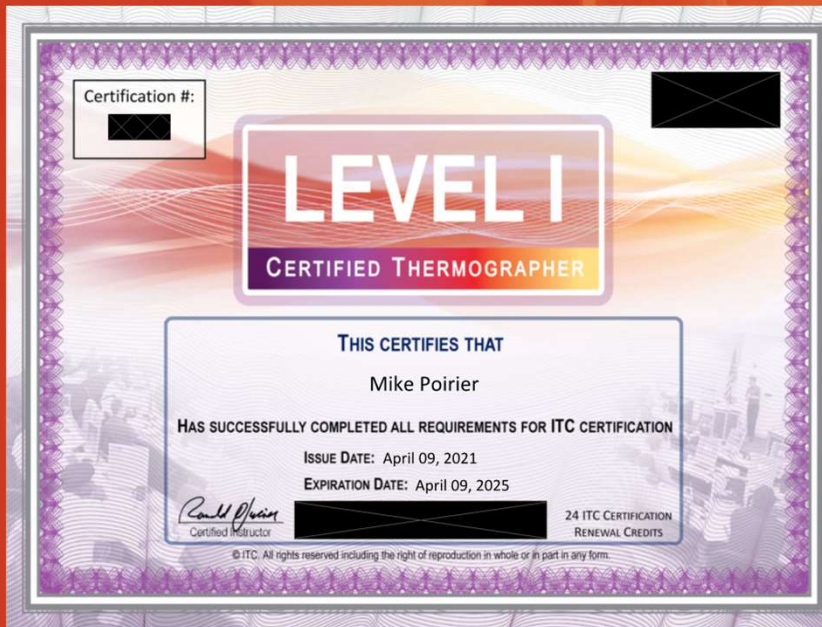 Certification #:
LEVEL I
CERTIFIED THERMOGRAPHER
THIS CERTIFIES THAT
Mike Poirier
HAS SUCCESSFULLY COMPLETED ALL REQUIREMENTS FOR ITC CERTIFICATION
ISSUE DATE: April 09, 2021
EXPIRATION DATE: April 09, 2025
Certified Instructor
24 ITC CERTIFICATION
RENEWAL CREDITS
© ITC. All rights reserved including the right of reproduction in whole or in part in any form.